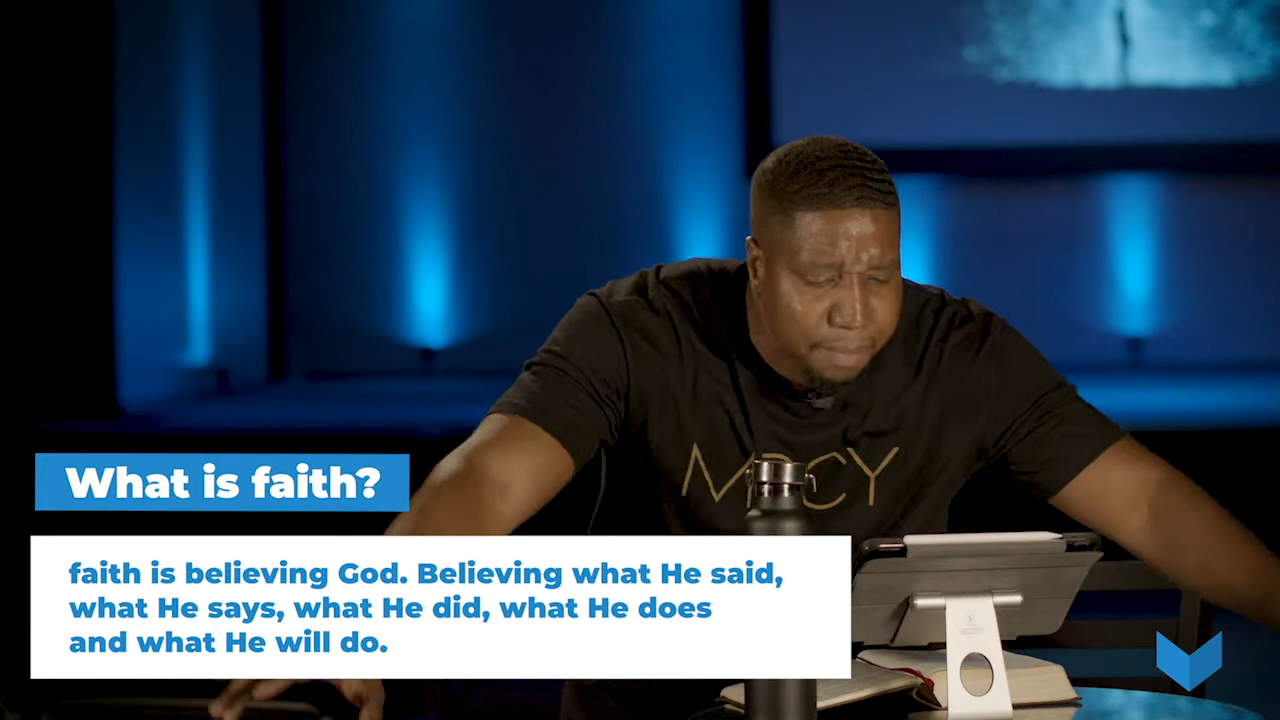 What is faith?
faith is believing God. Believing what He said,
what He says, what He did, what He does
and what He will do.